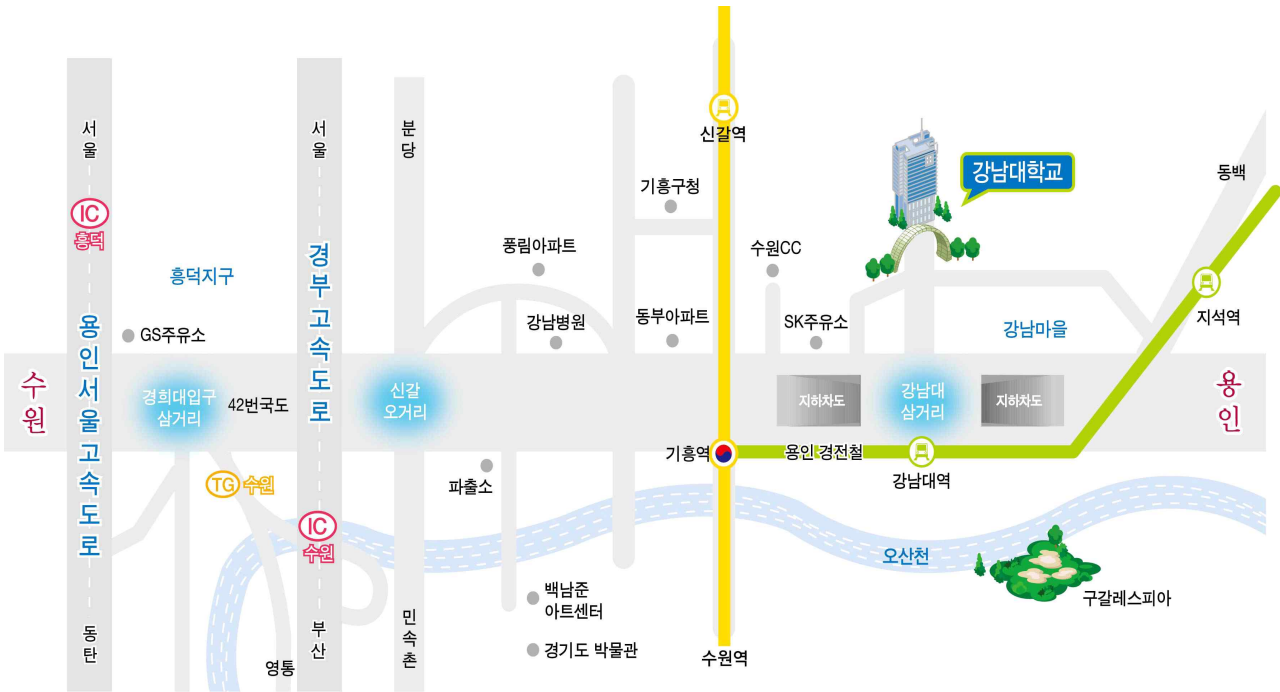 서울
IC
흥덕
용인서울고속도로
동탄
수원
흥덕지구
GS주유소
경희대입구
삼거리
42번국도
TG 수원
영통
서울
경부고속도로
IC
수원
부산
분당
신갈
오거리
민속촌
풍림아파트
강남병원
파출소
백남준
아트센터
경기도 박물관
기흥구청
동부아파트
신갈역
기흥역
수원역
수원CC
SK주유소
지하차도
용인 경전철
강남대학교
강남대
삼거리
강남대역
지하차도
강남마을
오산천
구갈레스피아
동백
지석역
용인